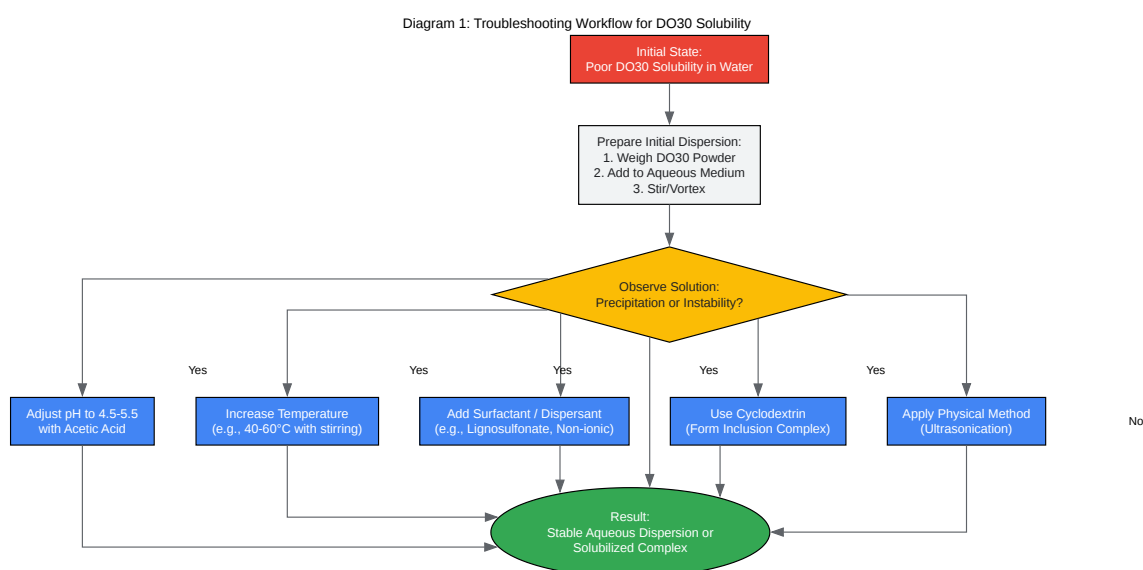 Diagram 1: Troubleshooting Workflow for DO30 Solubility
Initial State:
Poor DO30 Solubility in Water
Prepare Initial Dispersion:
1. Weigh DO30 Powder
2. Add to Aqueous Medium
3. Stir/Vortex
Observe Solution:
Precipitation or Instability?
Yes
Yes
Yes
Yes
Yes
Adjust pH to 4.5-5.5
with Acetic Acid
Increase Temperature
(e.g., 40-60°C with stirring)
Add Surfactant / Dispersant
(e.g., Lignosulfonate, Non-ionic)
Use Cyclodextrin
(Form Inclusion Complex)
Apply Physical Method
(Ultrasonication)
No
Result:
Stable Aqueous Dispersion or
Solubilized Complex